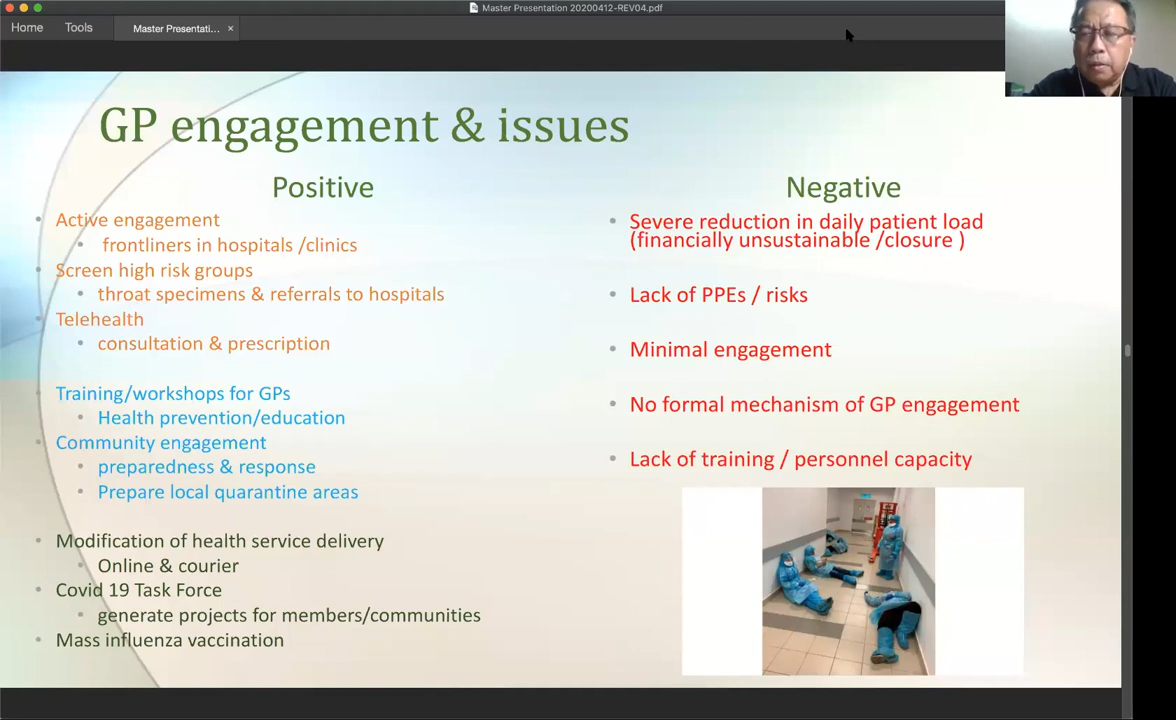 Master Presentation 20200412-REV04.pdf
Home
Tools
Master Presentati...
×
GP engagement & issues
Positive
• Active engagement
• frontliners in hospitals /clinics
• Screen high risk groups
• throat specimens & referrals to hospitals
• Telehealth
• consultation & prescription
• Training/workshops for GPs
• Health prevention/education
• Community engagement
• preparedness & response
• Prepare local quarantine areas
• Modification of health service delivery
• Online & courier
• Covid 19 Task Force
• generate projects for members/communities
• Mass influenza vaccination
Negative
• Severe reduction in daily patient load
(financially unsustainable /closure )
• Lack of PPEs / risks
• Minimal engagement
• No formal mechanism of GP engagement
• Lack of training / personnel capacity